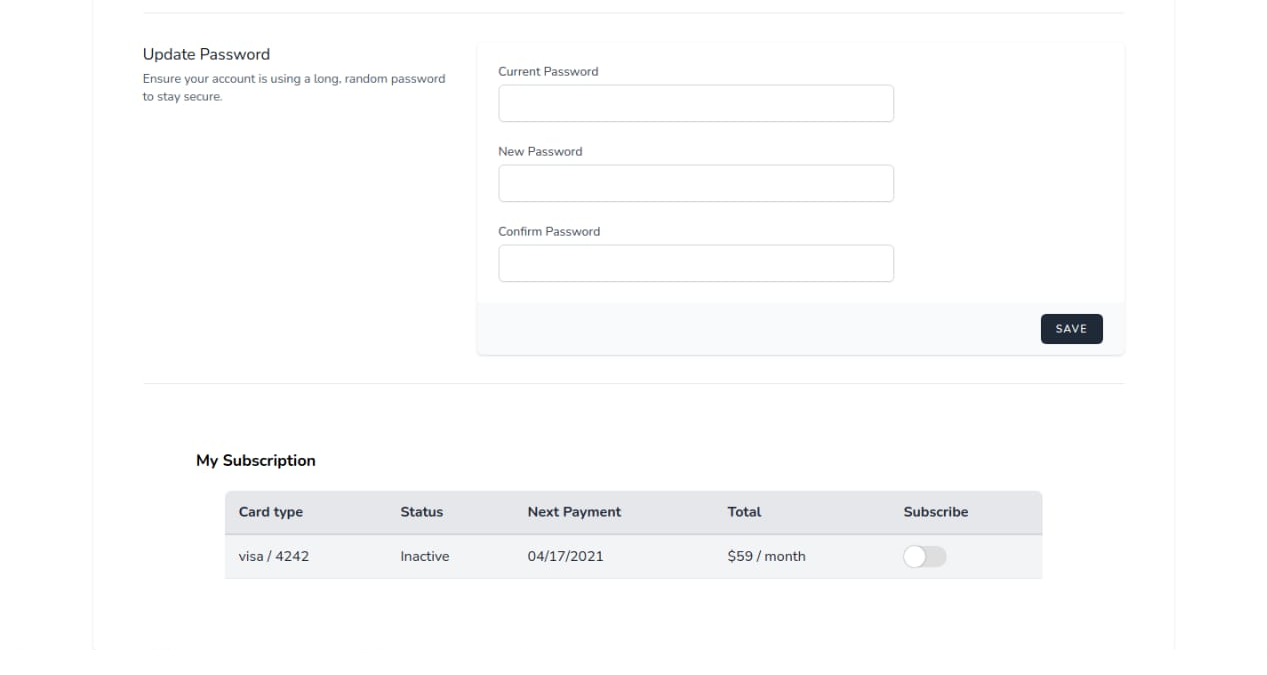 Update Password
Ensure your account is using a long, random password
to stay secure.
Current Password
New Password
Confirm Password
SAVE
My Subscription
Card type Status Next Payment Total Subscribe
visa / 4242 Inactive 04/17/2021 $59 / month